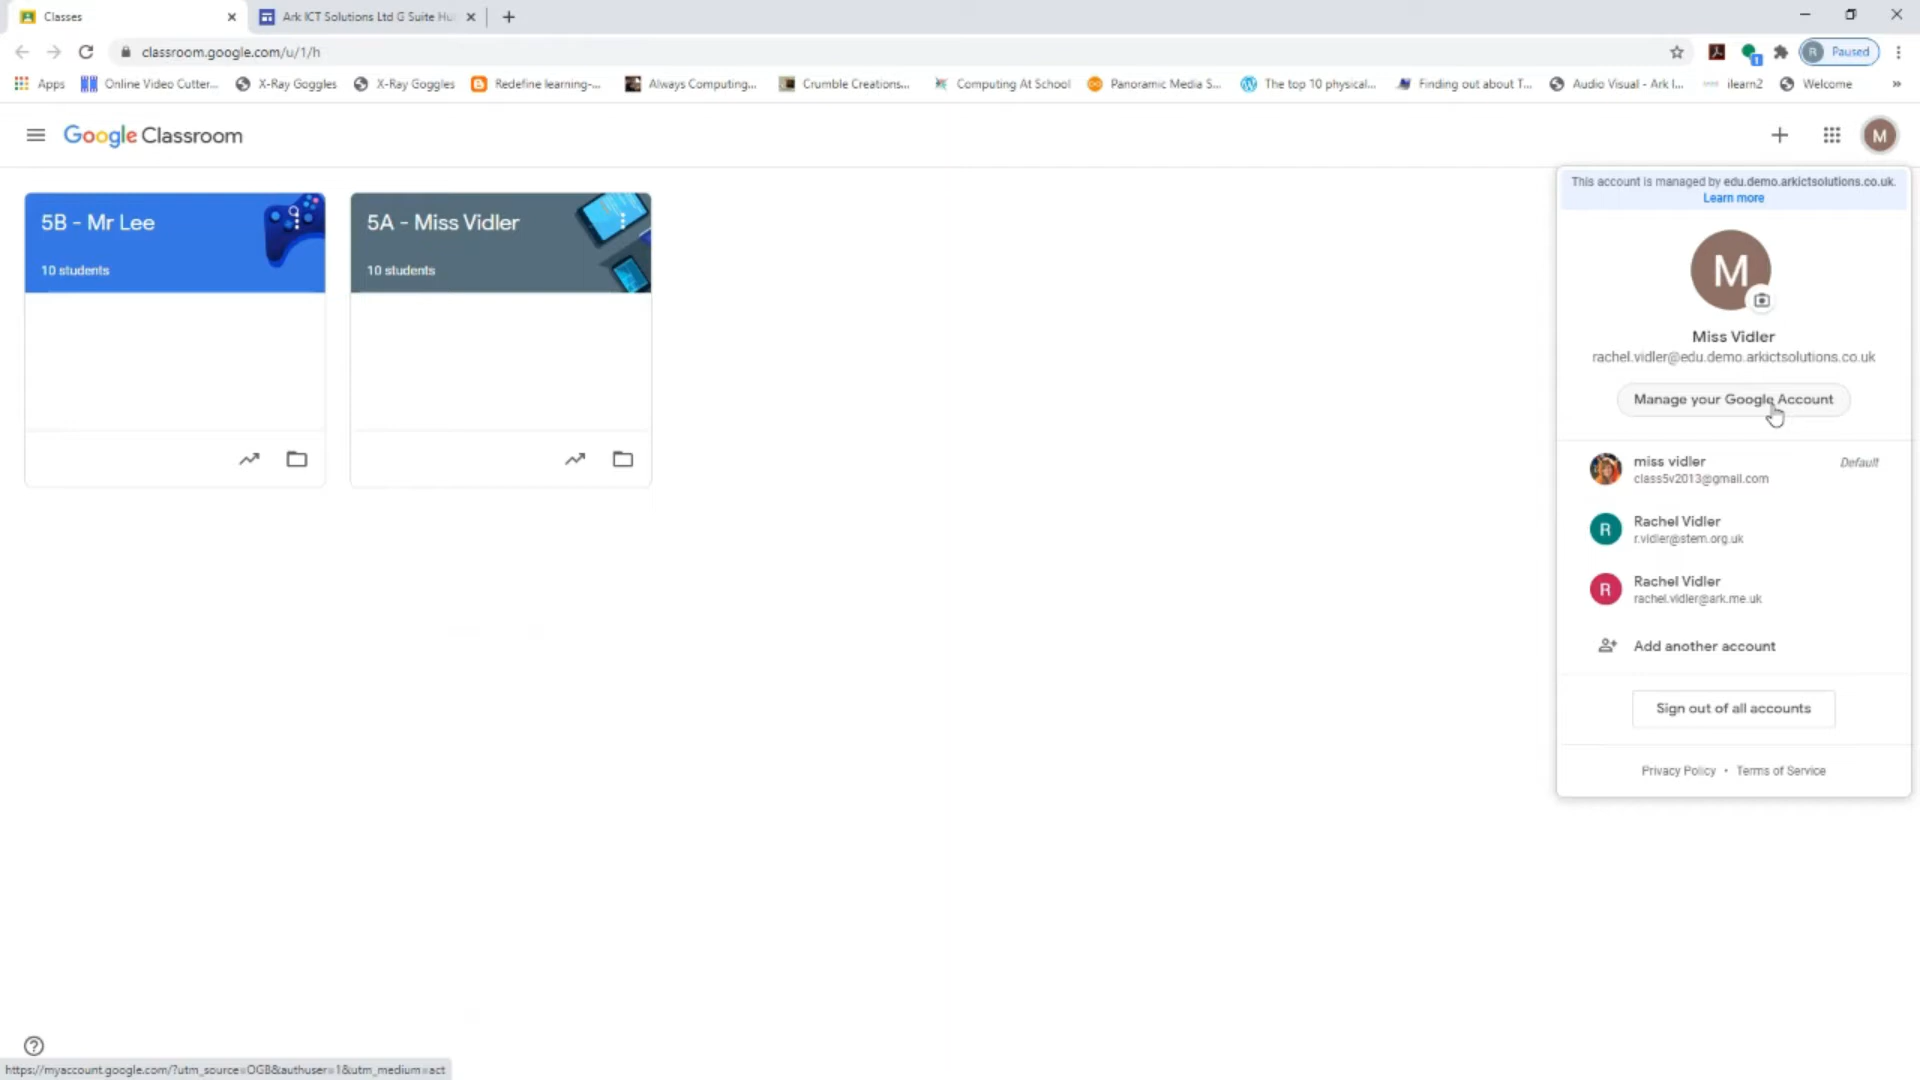 Classes
Ark ICT Solutions Ltd G Suite Hu
classroom.google.com/u/1/h
R
Paused
Apps
Online Video Cutter...
X-Ray Goggles
X-Ray Goggles
Redefine learning-...
Always Computing...
Crumble Creations...
Computing At School
Panoramic Media S...
The top 10 physical...
Finding out about T...
Audio Visual - Ark I...
ilearn2
Welcome
»
Google Classroom
M
5B - Mr Lee
10 students
5A - Miss Vidler
10 students
This account is managed by edu.demo.arkictsolutions.co.uk.
Learn more
M
Miss Vidler
rachel.vidler@edu.demo.arkictsolutions.co.uk
Manage your Google Account
miss vidler
Default
class5v2013@gmail.com
R
Rachel Vidler
r.vidler@stem.org.uk
R
Rachel Vidler
rachel.vidler@ark.me.uk
Add another account
Sign out of all accounts
Privacy Policy • Terms of Service
https://myaccount.google.com/?utm_source=OGB&authuser=1&utm_medium=act